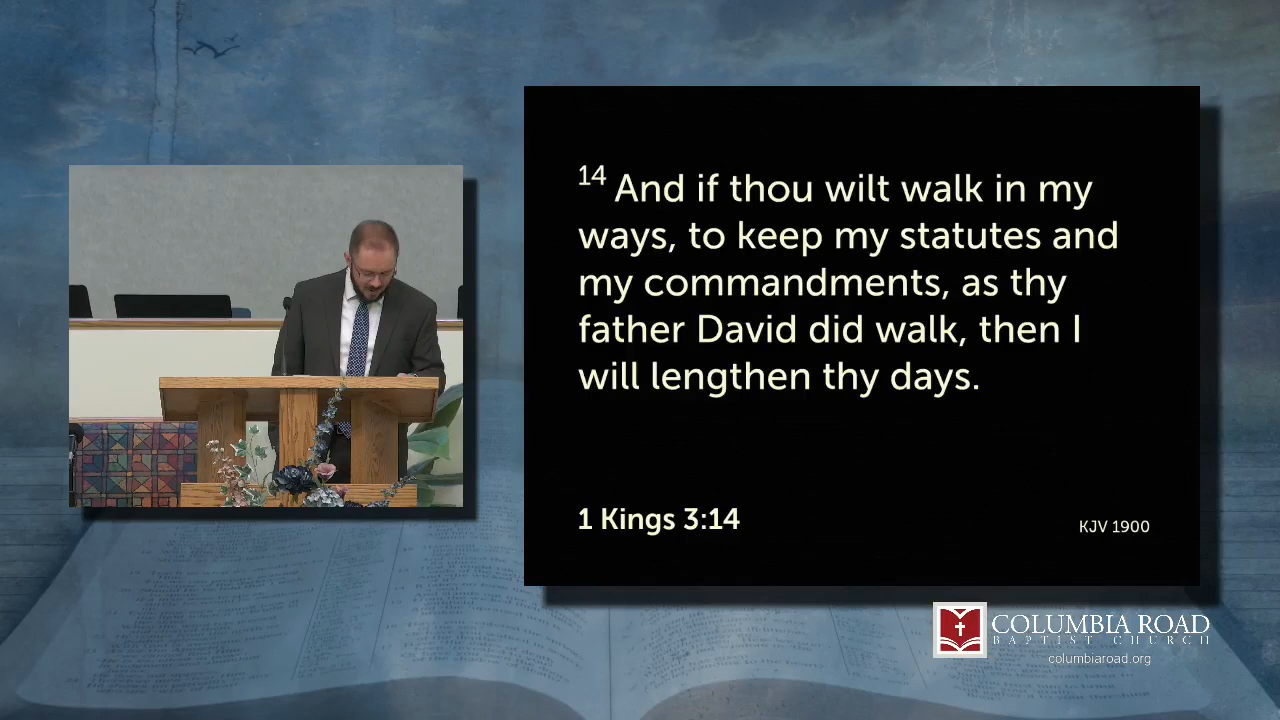 14 And if thou wilt walk in my
ways, to keep my statutes and
my commandments, as thy
father David did walk, then I
will lengthen thy days.
1 Kings 3:14
KJV 1900
COLUMBIA ROAD
BAPTIST CHURCH
columbiaroad.org